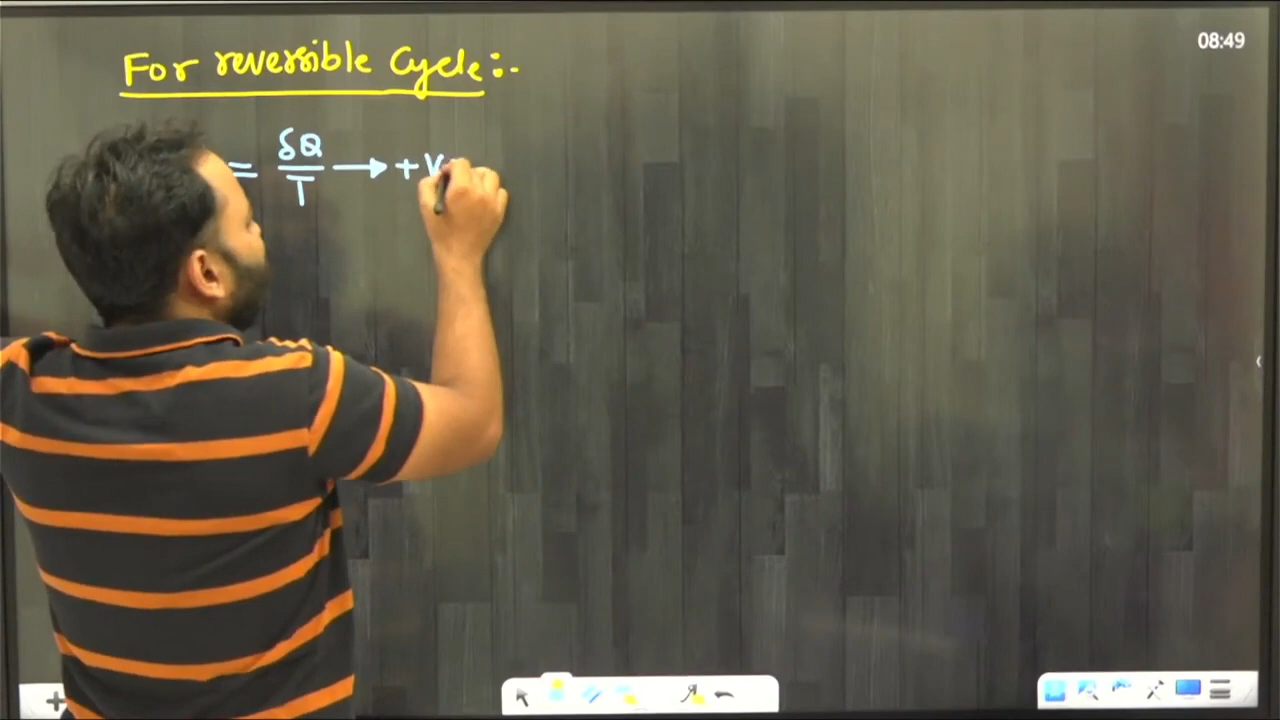 08:49
For reversible Cycle:-
= δQ/T → +V